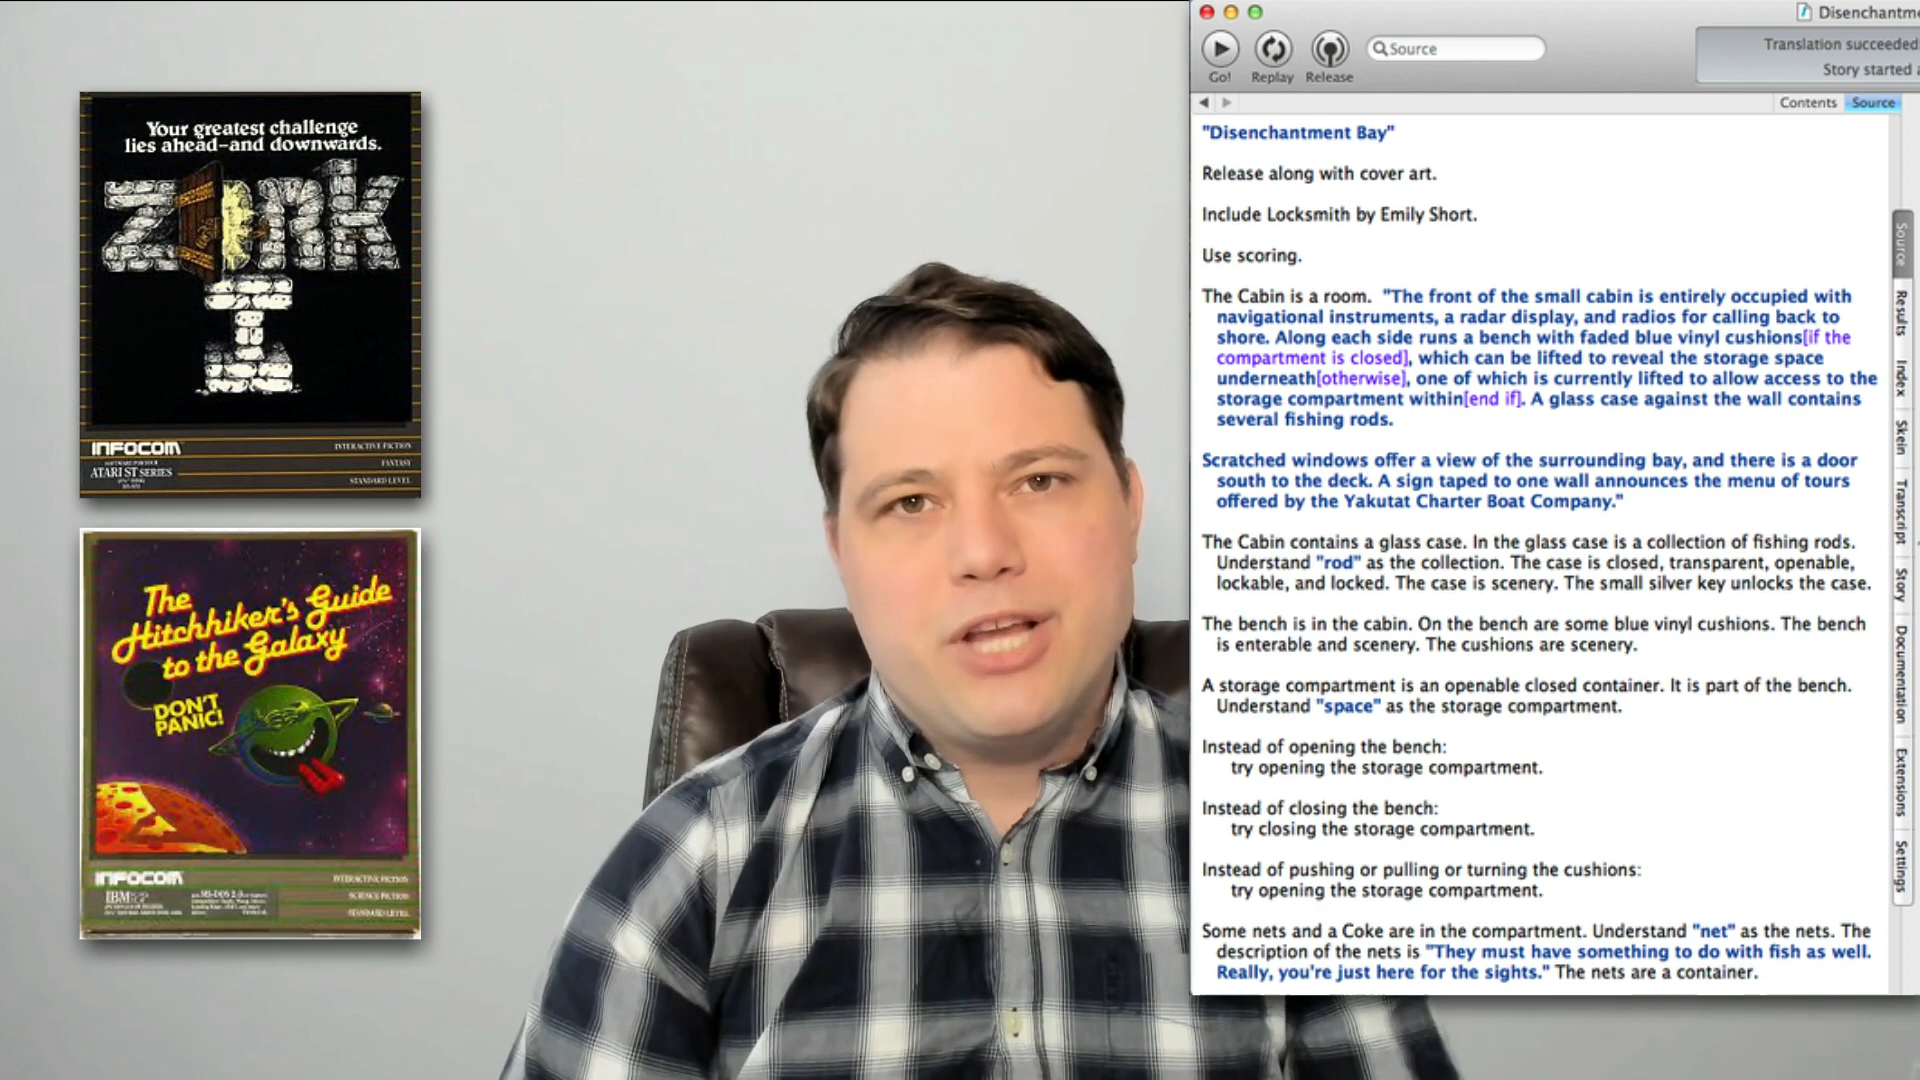 Your greatest challenge
lies ahead-and downwards.
ZORK
I
INFOCOM
INTERACTIVE FICTION
FANTASY
STANDARD LEVEL
ATARI ST SERIES
The
Hitchhiker's Guide
to the Galaxy
DON'T
PANIC!
INFOCOM
INTERACTIVE FICTION
SCIENCE FICTION
STANDARD LEVEL
IBM
MS-DOS 2.0
Disenchantme
Translation succeeded
Story started a
Source
Go!
Replay
Release
Contents
Source
"Disenchantment Bay"
Release along with cover art.
Include Locksmith by Emily Short.
Use scoring.
The Cabin is a room. "The front of the small cabin is entirely occupied with
navigational instruments, a radar display, and radios for calling back to
shore. Along each side runs a bench with faded blue vinyl cushions[if the
compartment is closed], which can be lifted to reveal the storage space
underneath[otherwise], one of which is currently lifted to allow access to the
storage compartment within[end if]. A glass case against the wall contains
several fishing rods.
Scratched windows offer a view of the surrounding bay, and there is a door
south to the deck. A sign taped to one wall announces the menu of tours
offered by the Yakutat Charter Boat Company."
The Cabin contains a glass case. In the glass case is a collection of fishing rods.
Understand "rod" as the collection. The case is closed, transparent, openable,
lockable, and locked. The case is scenery. The small silver key unlocks the case.
The bench is in the cabin. On the bench are some blue vinyl cushions. The bench
is enterable and scenery. The cushions are scenery.
A storage compartment is an openable closed container. It is part of the bench.
Understand "space" as the storage compartment.
Instead of opening the bench:
try opening the storage compartment.
Instead of closing the bench:
try closing the storage compartment.
Instead of pushing or pulling or turning the cushions:
try opening the storage compartment.
Some nets and a Coke are in the compartment. Understand "net" as the nets. The
description of the nets is "They must have something to do with fish as well.
Really, you're just here for the sights." The nets are a container.
Source
Results
Index
Skein
Transcript
Story
Documentation
Extensions
Settings